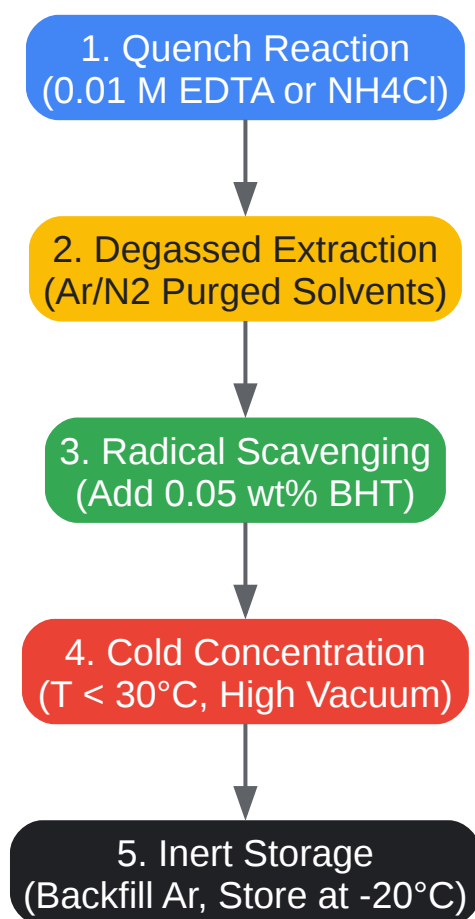 1. Quench Reaction
(0.01 M EDTA or NH4Cl)
2. Degassed Extraction
(Ar/N2 Purged Solvents)
3. Radical Scavenging
(Add 0.05 wt% BHT)
4. Cold Concentration
(T < 30°C, High Vacuum)
5. Inert Storage
(Backfill Ar, Store at -20°C)